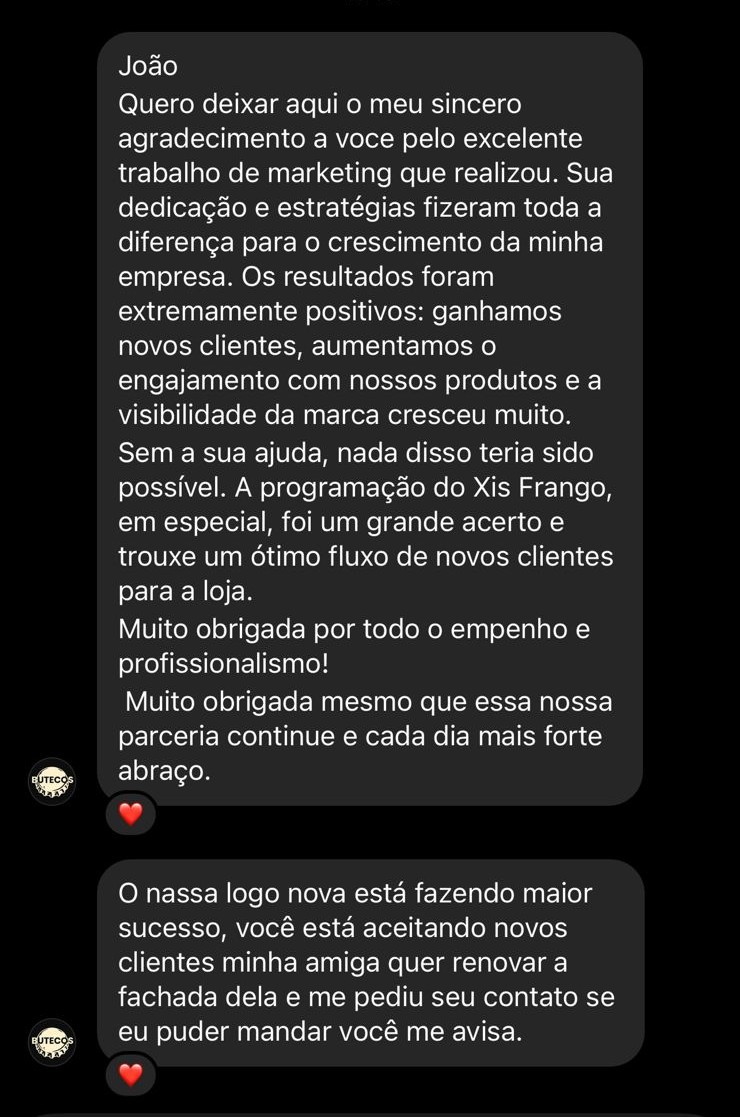 João
Quero deixar aqui o meu sincero
agradecimento a voce pelo excelente
trabalho de marketing que realizou. Sua
dedicação e estratégias fizeram toda a
diferença para o crescimento da minha
empresa. Os resultados foram
extremamente positivos: ganhamos
novos clientes, aumentamos o
engajamento com nossos produtos e a
visibilidade da marca cresceu muito.
Sem a sua ajuda, nada disso teria sido
possível. A programação do Xis Frango,
em especial, foi um grande acerto e
trouxe um ótimo fluxo de novos clientes
para a loja.
Muito obrigada por todo o empenho e
profissionalismo!
Muito obrigada mesmo que essa nossa
parceria continue e cada dia mais forte
abraço.
BUTECOS
❤️
O nassa logo nova está fazendo maior
sucesso, você está aceitando novos
clientes minha amiga quer renovar a
fachada dela e me pediu seu contato se
eu puder mandar você me avisa.
BUTECOS
❤️